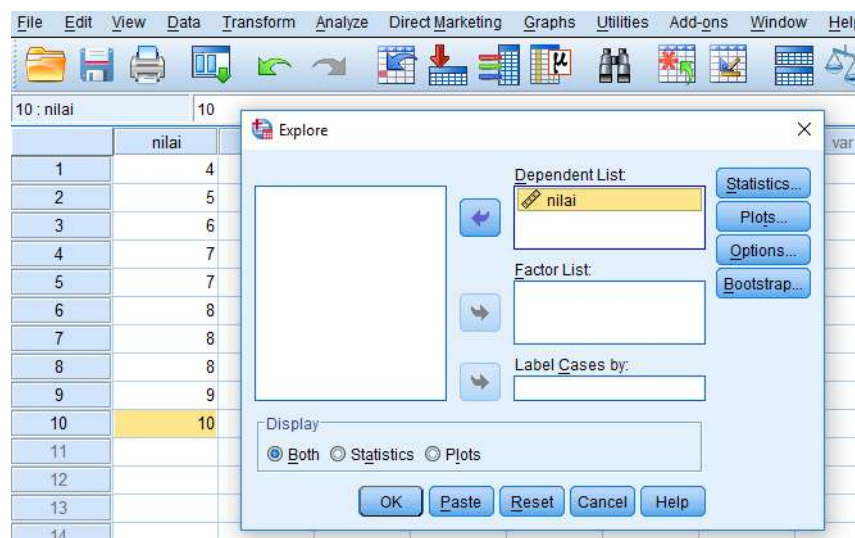 File Edit View Data Transform Analyze Direct Marketing Graphs Utilities Add-ons Window Help
μ
10 : nilai 10
nilai var
1 4
2 5
3 6
4 7
5 7
6 8
7 8
8 8
9 9
10 10
11
12
13
14
Explore
Dependent List:
nilai
Factor List:
Label Cases by:
Statistics...
Plots...
Options...
Bootstrap...
Display
Both Statistics Plots
OK Paste Reset Cancel Help